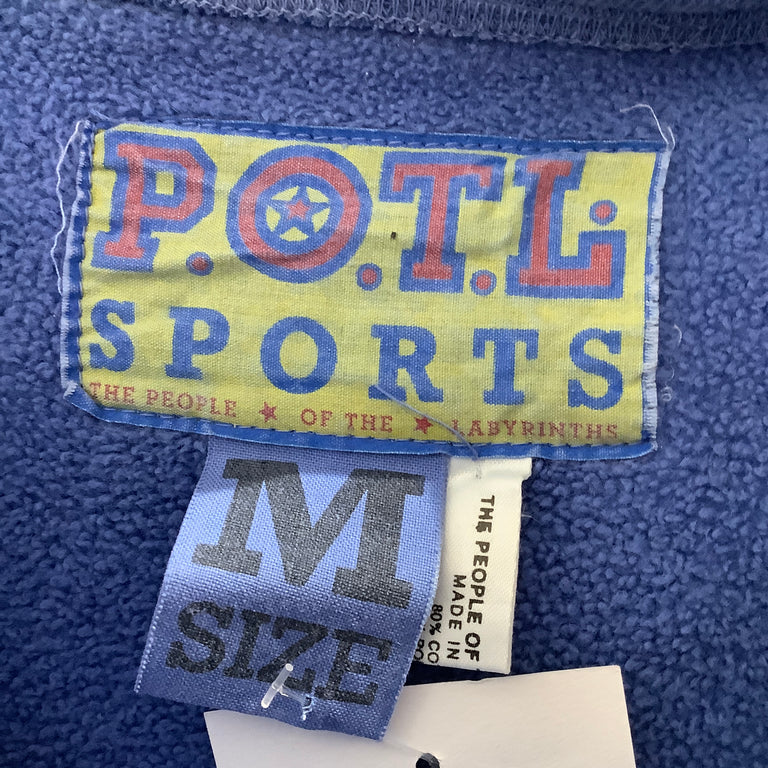 P.O.T.L.
SPORTS
THE PEOPLE ★ OF THE ★ LABYRINTHS
M
SIZE
THE PEOPLE OF
MADE IN
80% CO